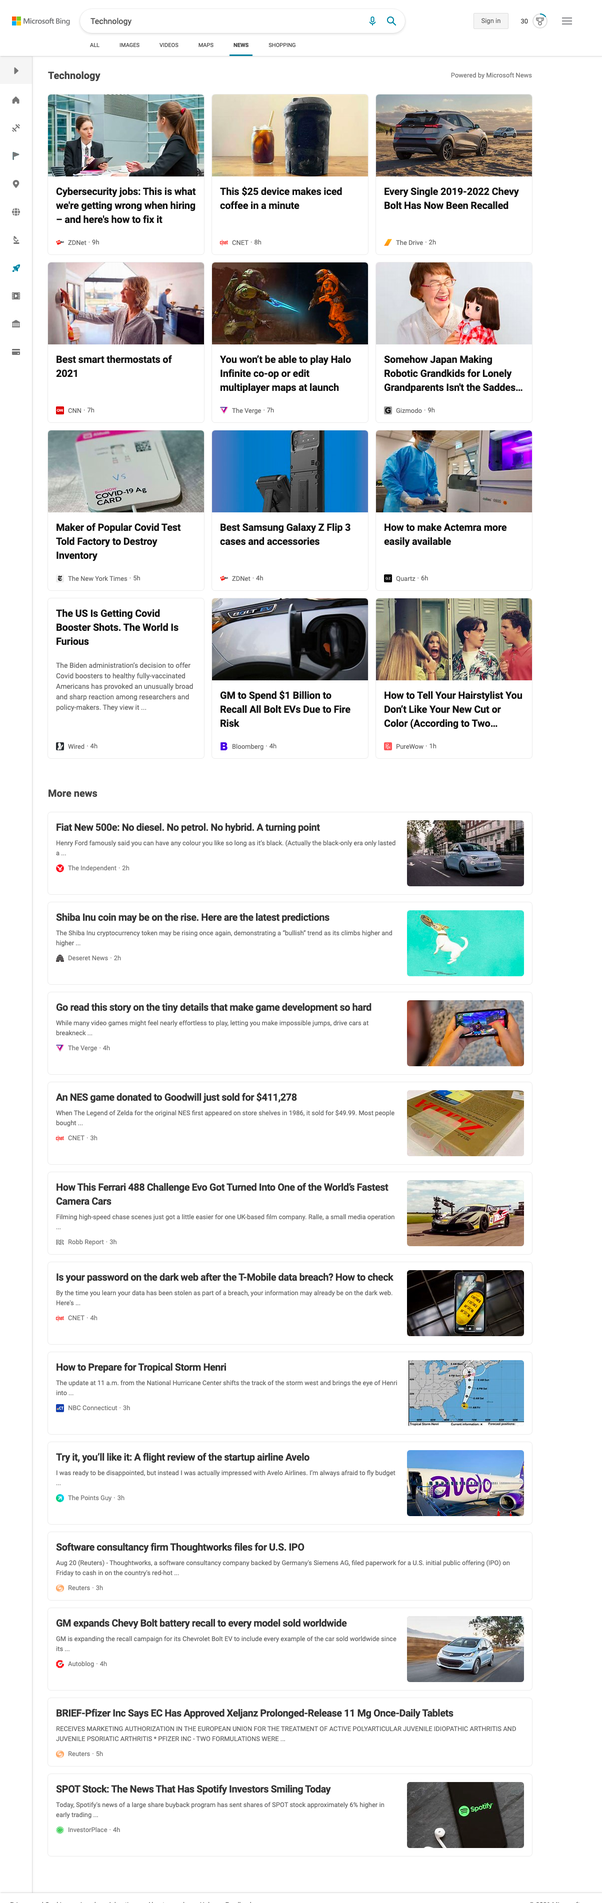 Microsoft Bing
Technology
Sign in
30
ALL IMAGES VIDEOS MAPS NEWS SHOPPING
Technology
Powered by Microsoft News
Cybersecurity jobs: This is what
we're getting wrong when hiring
– and here's how to fix it
ZDNet · 9h
This $25 device makes iced
coffee in a minute
CNET · 8h
Every Single 2019-2022 Chevy
Bolt Has Now Been Recalled
The Drive · 2h
Best smart thermostats of
2021
CNN · 7h
You won't be able to play Halo
Infinite co-op or edit
multiplayer maps at launch
The Verge · 7h
Somehow Japan Making
Robotic Grandkids for Lonely
Grandparents Isn't the Saddes...
Gizmodo · 9h
COVID-19 Ag
CARD
Maker of Popular Covid Test
Told Factory to Destroy
Inventory
The New York Times · 5h
Best Samsung Galaxy Z Flip 3
cases and accessories
ZDNet · 4h
How to make Actemra more
easily available
Quartz · 6h
The US Is Getting Covid
Booster Shots. The World Is
Furious
The Biden administration's decision to offer
Covid boosters to healthy fully-vaccinated
Americans has provoked an unusually broad
and sharp reaction among researchers and
policy-makers. They view it ...
Wired · 4h
GM to Spend $1 Billion to
Recall All Bolt EVs Due to Fire
Risk
Bloomberg · 4h
How to Tell Your Hairstylist You
Don't Like Your New Cut or
Color (According to Two...
PureWow · 1h
More news
Fiat New 500e: No diesel. No petrol. No hybrid. A turning point
Henry Ford famously said you can have any colour you like so long as it's black. (Actually the black-only era only lasted
a ...
The Independent · 2h
Shiba Inu coin may be on the rise. Here are the latest predictions
The Shiba Inu cryptocurrency token may be rising once again, demonstrating a "bullish" trend as its climbs higher and
higher ...
Deseret News · 2h
Go read this story on the tiny details that make game development so hard
While many video games might feel nearly effortless to play, letting you make impossible jumps, drive cars at
breakneck ...
The Verge · 4h
An NES game donated to Goodwill just sold for $411,278
When The Legend of Zelda for the original NES first appeared on store shelves in 1986, it sold for $49.99. Most people
bought ...
CNET · 3h
How This Ferrari 488 Challenge Evo Got Turned Into One of the World's Fastest
Camera Cars
Filming high-speed chase scenes just got a little easier for one UK-based film company. Ralle, a small media operation
...
Robb Report · 3h
Is your password on the dark web after the T-Mobile data breach? How to check
By the time you learn your data has been stolen as part of a breach, your information may already be on the dark web.
Here's ...
CNET · 4h
How to Prepare for Tropical Storm Henri
The update at 11 a.m. from the National Hurricane Center shifts the track of the storm west and brings the eye of Henri
into ...
NBC Connecticut · 3h
Try it, you'll like it: A flight review of the startup airline Avelo
I was ready to be disappointed, but instead I was actually impressed with Avelo Airlines. I'm always afraid to fly budget
...
The Points Guy · 3h
avelo
Software consultancy firm Thoughtworks files for U.S. IPO
Aug 20 (Reuters) - Thoughtworks, a software consultancy company backed by Germany's Siemens AG, filed paperwork for a U.S. initial public offering (IPO) on
Friday to cash in on the country's red-hot ...
Reuters · 3h
GM expands Chevy Bolt battery recall to every model sold worldwide
GM is expanding the recall campaign for its Chevrolet Bolt EV to include every example of the car sold worldwide since
its ...
Autoblog · 4h
BRIEF-Pfizer Inc Says EC Has Approved Xeljanz Prolonged-Release 11 Mg Once-Daily Tablets
RECEIVES MARKETING AUTHORIZATION IN THE EUROPEAN UNION FOR THE TREATMENT OF ACTIVE POLYARTICULAR JUVENILE IDIOPATHIC ARTHRITIS AND
JUVENILE PSORIATIC ARTHRITIS * PFIZER INC - TWO FORMULATIONS WERE ...
Reuters · 5h
SPOT Stock: The News That Has Spotify Investors Smiling Today
Today, Spotify's news of a large share buyback program has sent shares of SPOT stock approximately 6% higher in
early trading ...
InvestorPlace · 4h
Spotify